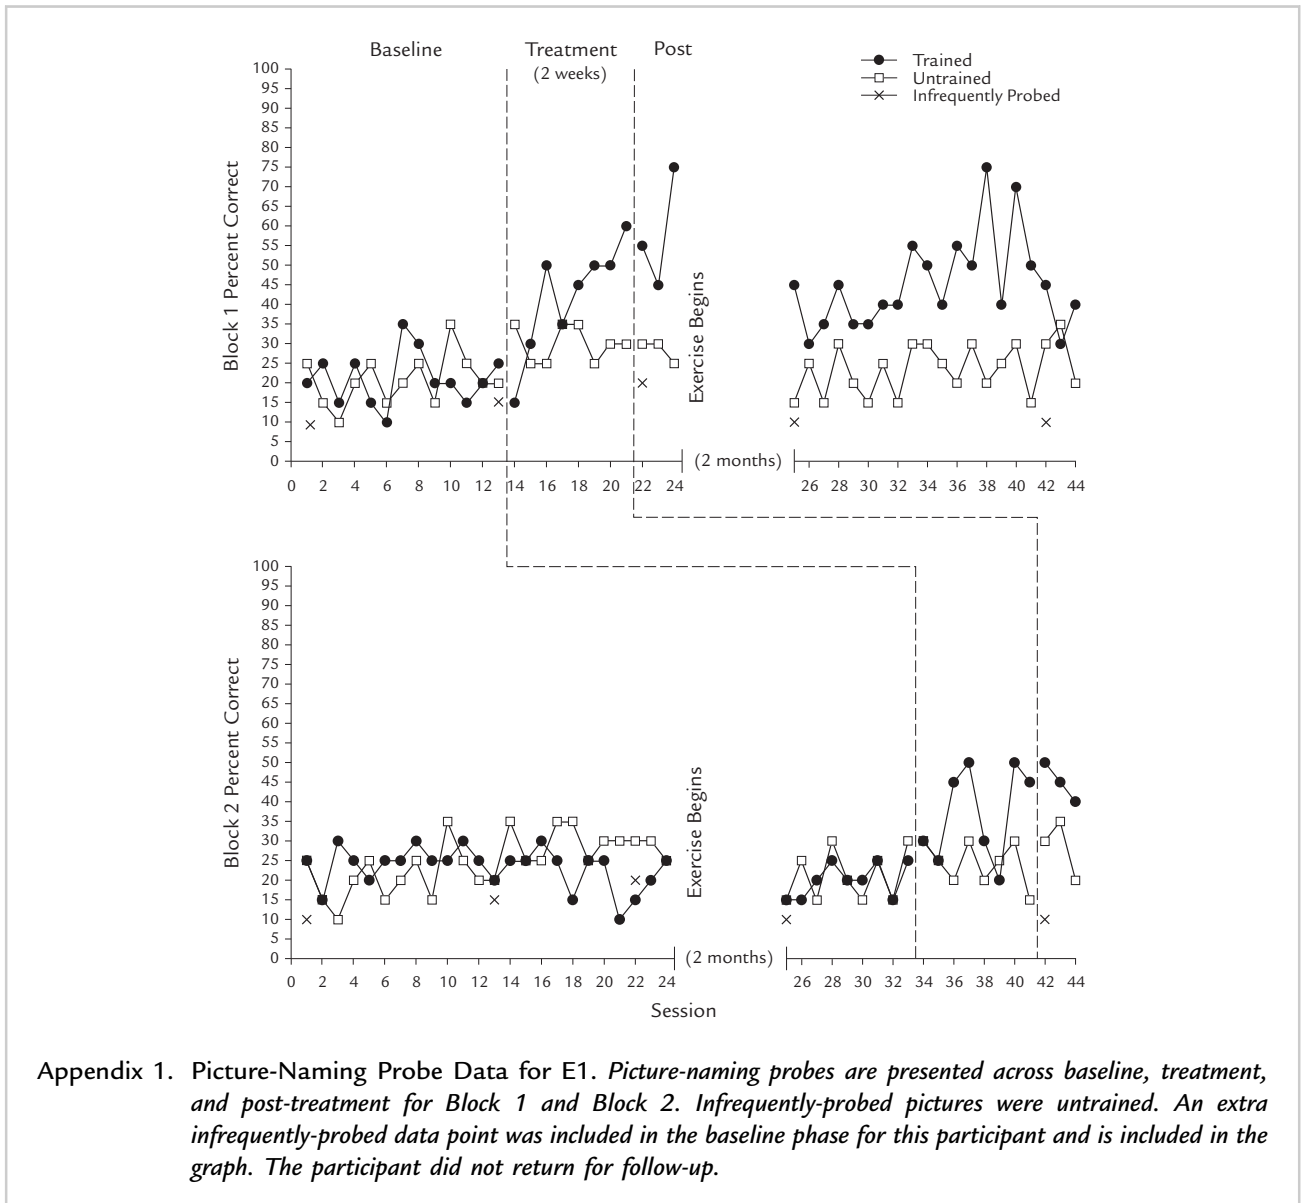 Baseline Treatment Post
(2 weeks)
Trained
Untrained
Infrequently Probed
Block 1 Percent Correct
100
95
90
85
80
75
70
65
60
55
50
45
40
35
30
25
20
15
10
5
0
Exercise Begins
(2 months)
0 2 4 6 8 10 12 14 16 18 20 22 24 26 28 30 32 34 36 38 40 42 44
Block 2 Percent Correct
100
95
90
85
80
75
70
65
60
55
50
45
40
35
30
25
20
15
10
5
0
Exercise Begins
(2 months)
0 2 4 6 8 10 12 14 16 18 20 22 24 26 28 30 32 34 36 38 40 42 44
Session
Appendix 1. Picture-Naming Probe Data for E1. Picture-naming probes are presented across baseline, treatment,
and post-treatment for Block 1 and Block 2. Infrequently-probed pictures were untrained. An extra
infrequently-probed data point was included in the baseline phase for this participant and is included in the
graph. The participant did not return for follow-up.